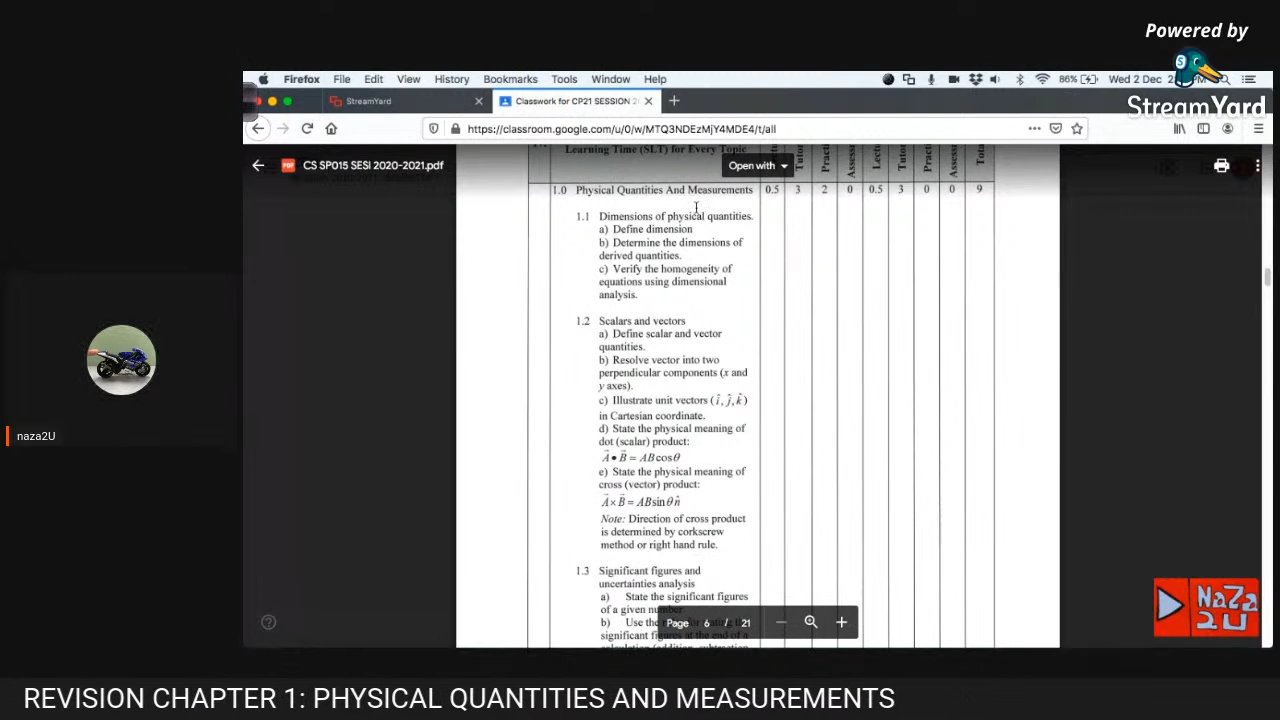 Powered by
StreamYard
Firefox File Edit View History Bookmarks Tools Window Help
86% Wed 2 Dec
StreamYard
Classwork for CP21 SESSION
https://classroom.google.com/u/0/w/MTQ3NDEzMjY4MDE4/t/all
PDF CS SP015 SESI 2020-2021.pdf
Open with
Learning Time (SLT) for Every Topic
1.0 Physical Quantities And Measurements 0.5 3 2 0 0.5 3 0 0 9
1.1 Dimensions of physical quantities.
a) Define dimension
b) Determine the dimensions of
derived quantities.
c) Verify the homogeneity of
equations using dimensional
analysis.
1.2 Scalars and vectors
a) Define scalar and vector
quantities.
b) Resolve vector into two
perpendicular components (x and
y axes).
c) Illustrate unit vectors (î, ĵ, k̂)
in Cartesian coordinate.
d) State the physical meaning of
dot (scalar) product:
A⃗ • B⃗ = AB cosθ
e) State the physical meaning of
cross (vector) product:
A⃗ × B⃗ = AB sinθ n̂
Note: Direction of cross product
is determined by corkscrew
method or right hand rule.
1.3 Significant figures and
uncertainties analysis
a) State the significant figures
of a given number
b) Use the
significant figures at the end of a
Page 6 / 21
naza2U
NaZa
2U
REVISION CHAPTER 1: PHYSICAL QUANTITIES AND MEASUREMENTS